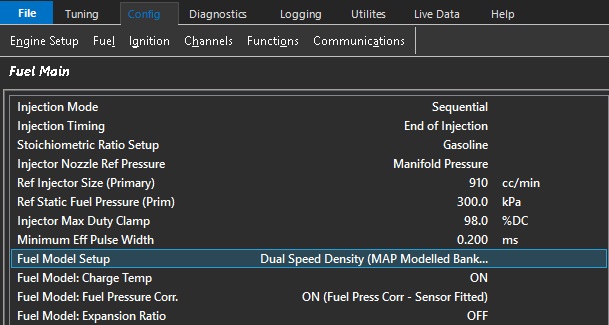 File Tuning Config Diagnostics Logging Utilites Live Data Help
Engine Setup Fuel Ignition Channels Functions Communications
Fuel Main
Injection Mode Sequential
Injection Timing End of Injection
Stoichiometric Ratio Setup Gasoline
Injector Nozzle Ref Pressure Manifold Pressure
Ref Injector Size (Primary) 910 cc/min
Ref Static Fuel Pressure (Prim) 300.0 kPa
Injector Max Duty Clamp 98.0 %DC
Minimum Eff Pulse Width 0.200 ms
Fuel Model Setup Dual Speed Density (MAP Modelled Bank...
Fuel Model: Charge Temp ON
Fuel Model: Fuel Pressure Corr. ON (Fuel Press Corr - Sensor Fitted)
Fuel Model: Expansion Ratio OFF